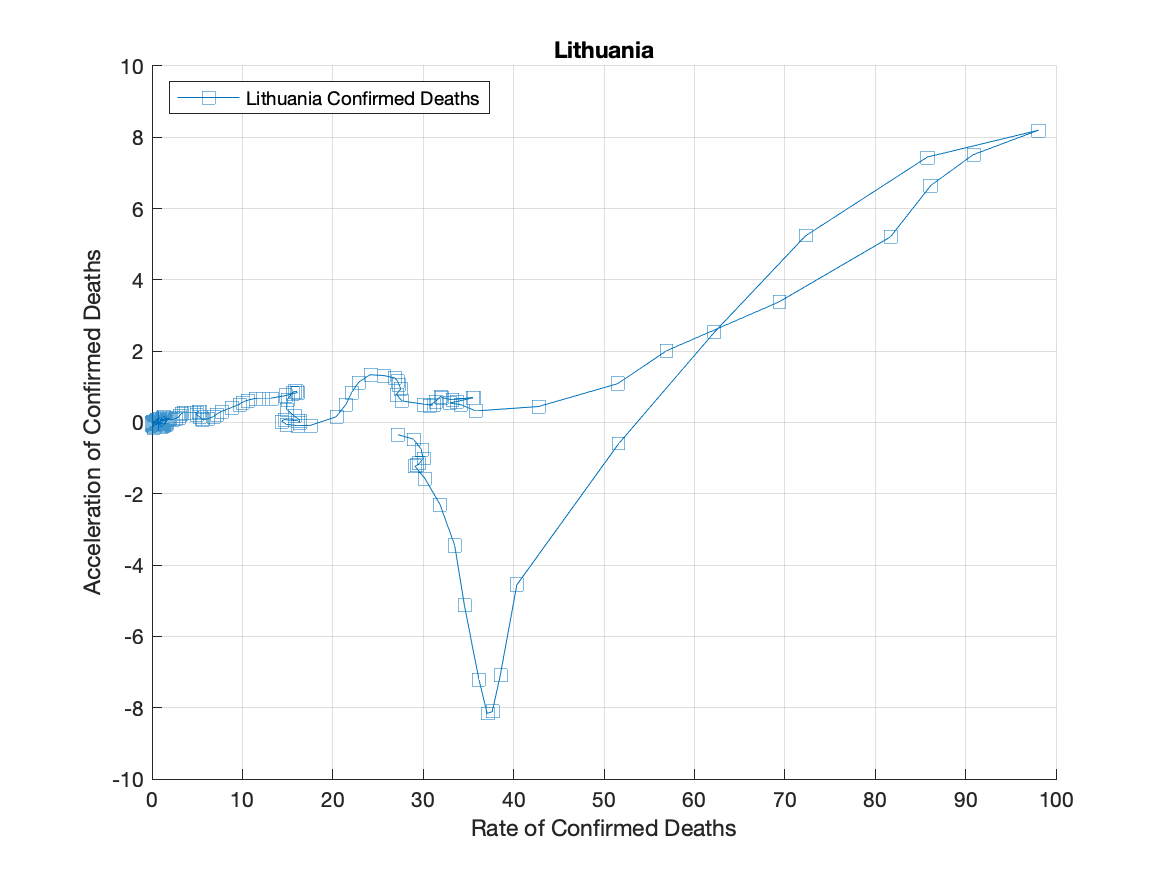 Lithuania
Lithuania Confirmed Deaths
10
8
6
4
2
0
-2
-4
-6
-8
-10
Acceleration of Confirmed Deaths
0 10 20 30 40 50 60 70 80 90 100
Rate of Confirmed Deaths